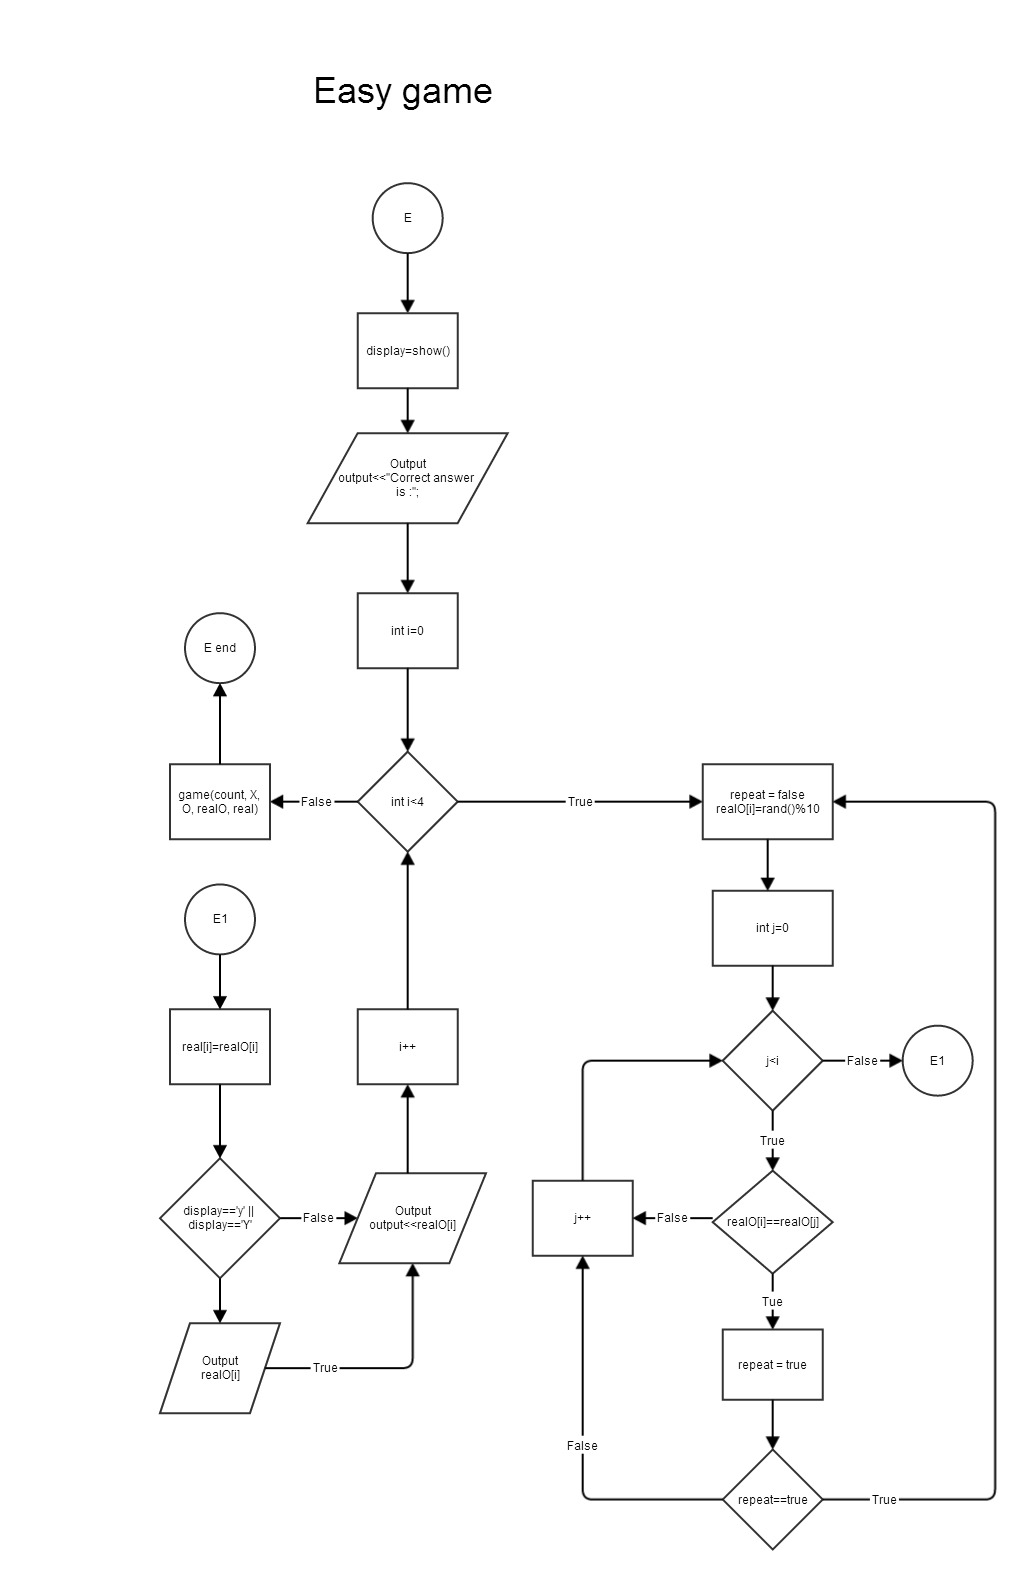 Easy game
E
display=show()
Output
output<<"Correct answer
is :";
int i=0
E end
game(count, X,
O, realO, real)
False
int i<4
True
repeat = false
realO[i]=rand()%10
E1
int j=0
real[i]=realO[i]
i++
j<i
False
E1
True
display=='y' ||
display=='Y'
False
Output
output<<realO[i]
j++
False
realO[i]==realO[j]
Tue
Output
realO[i]
True
repeat = true
False
repeat==true
True